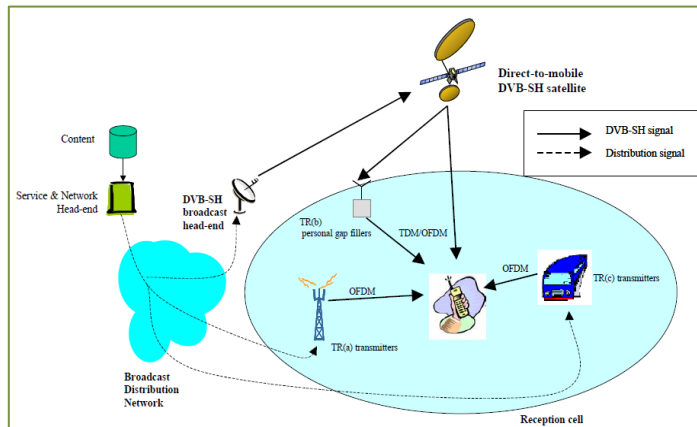 Direct-to-mobile
DVB-SH satellite
DVB-SH signal
Distribution signal
Content
Service & Network
Head-end
DVB-SH
broadcast
head-end
TR(b)
personal gap fillers
TDM/OFDM
OFDM
OFDM
TR(c) transmitters
TR(a) transmitters
Broadcast
Distribution
Network
Reception cell